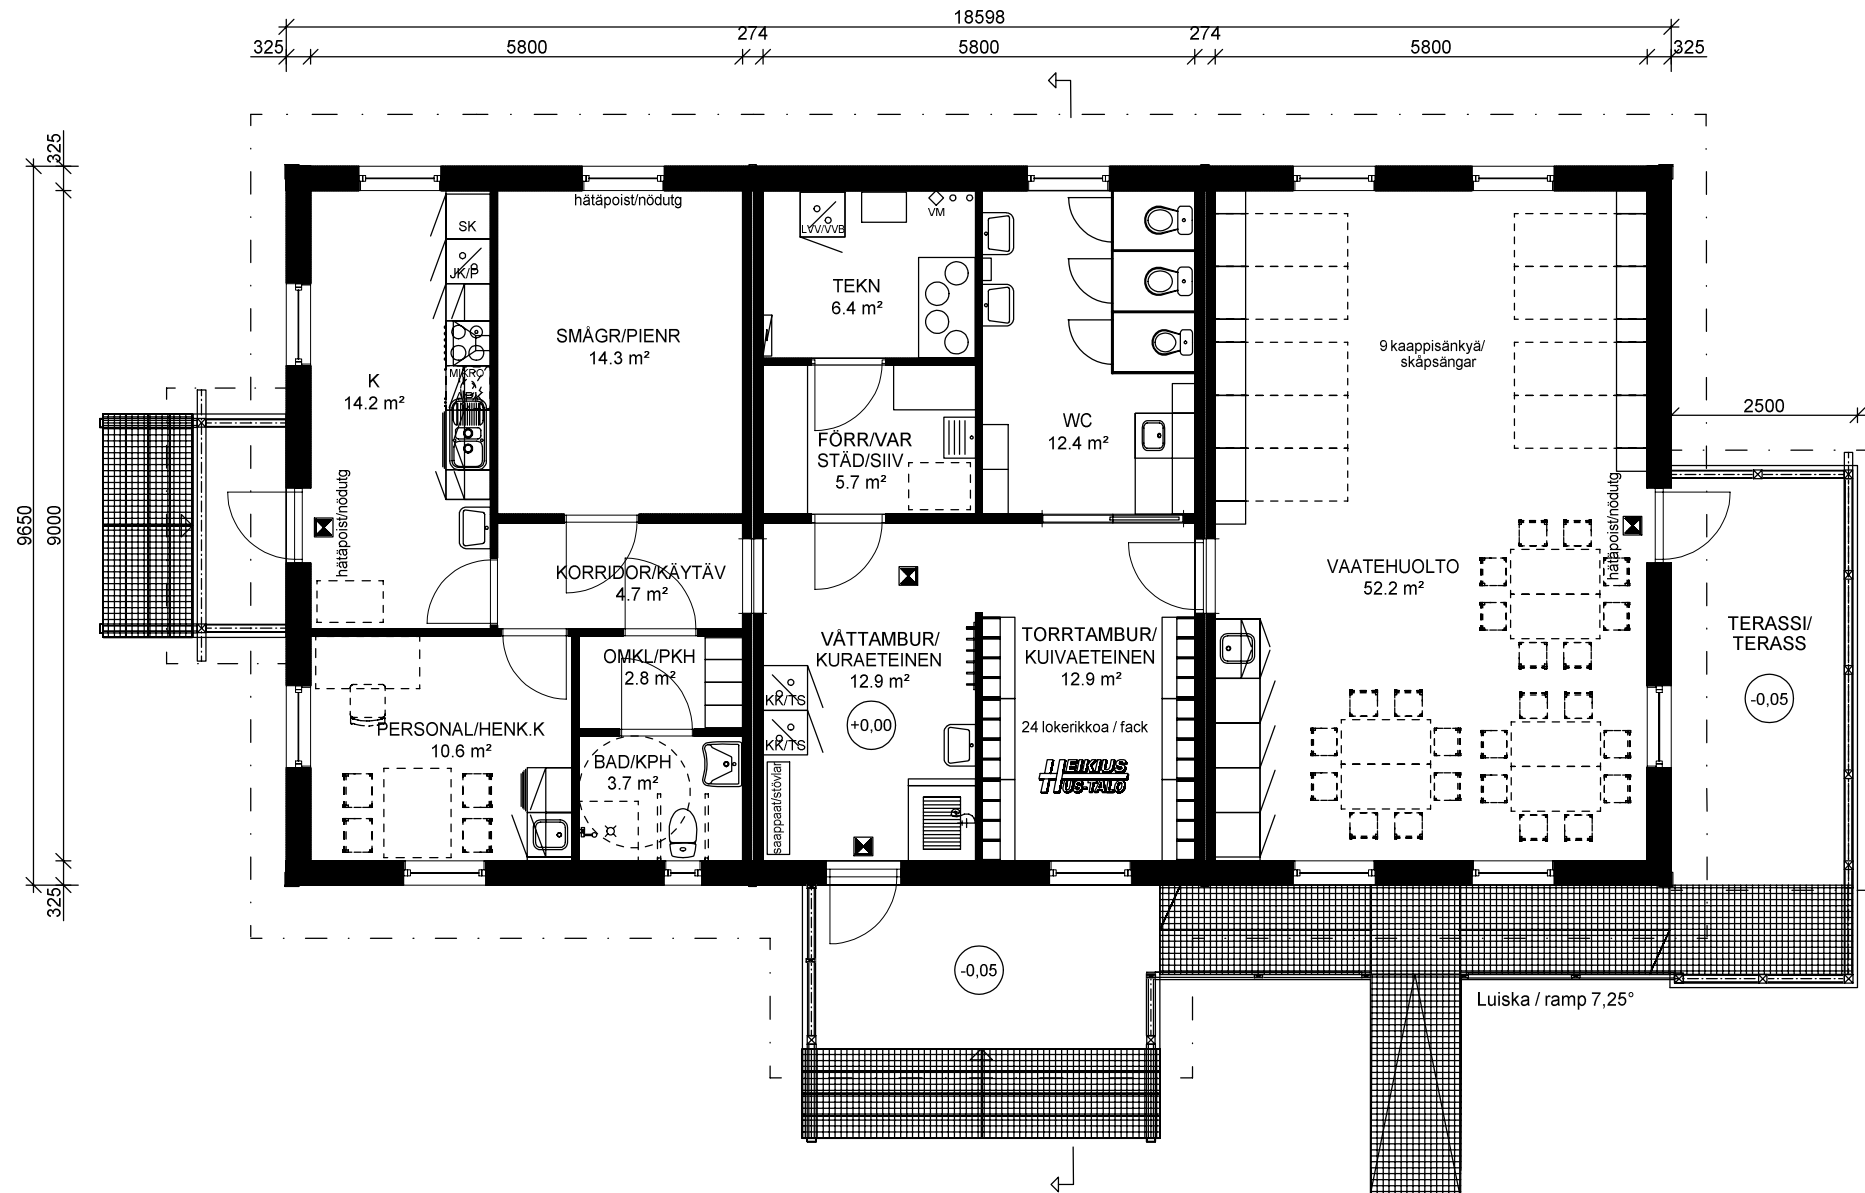 18598
325
5800
274
5800
274
5800
325
325
9650
9000
325
hätäpoist/nödutg
SK
JK/P
MIKRO
K
14.2 m²
hätäpoist/nödutg
SMÅGR/PIENR
14.3 m²
LVV/VVB
VM
TEKN
6.4 m²
FÖRR/VAR
STÄD/SIIV
5.7 m²
WC
12.4 m²
9 kaappisänkyä/
skåpsängar
2500
hätäpoist/nödutg
KORRIDOR/KÄYTÄV
4.7 m²
VAATEHUOLTO
52.2 m²
OMKL/PKH
2.8 m²
VÅTTAMBUR/
KURAETEINEN
12.9 m²
+0,00
KK/TS
KK/TS
saappaat/stövlar
TORRTAMBUR/
KUIVAETEINEN
12.9 m²
24 lokerikkoa / fack
HEIKIUS
HUS-TALO
TERASSI/
TERASS
-0,05
PERSONAL/HENK.K
10.6 m²
BAD/KPH
3.7 m²
-0,05
Luiska / ramp 7,25°